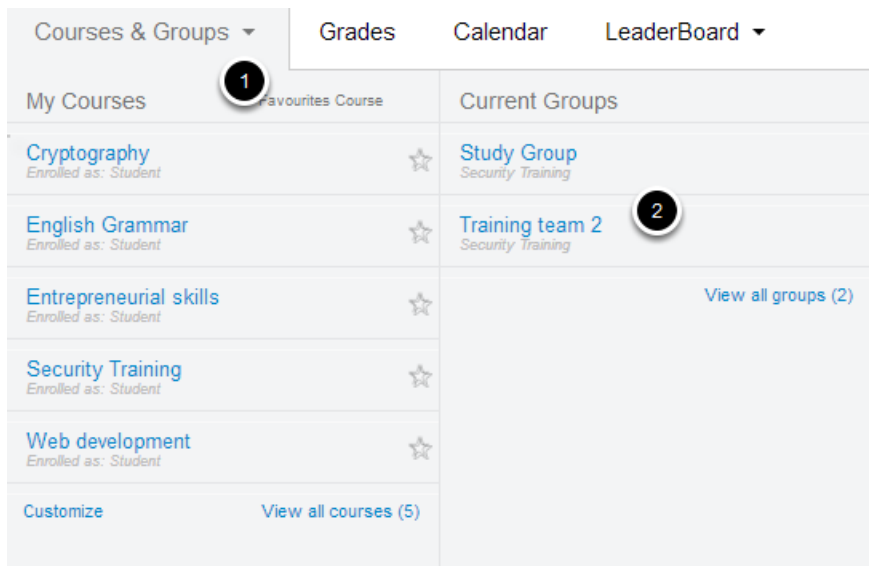 Courses & Groups Grades Calendar LeaderBoard
1
My Courses Favourites Course
Cryptography
Enrolled as: Student
English Grammar
Enrolled as: Student
Entrepreneurial skills
Enrolled as: Student
Security Training
Enrolled as: Student
Web development
Enrolled as: Student
Customize View all courses (5)
Current Groups
Study Group
Security Training
2
Training team 2
Security Training
View all groups (2)